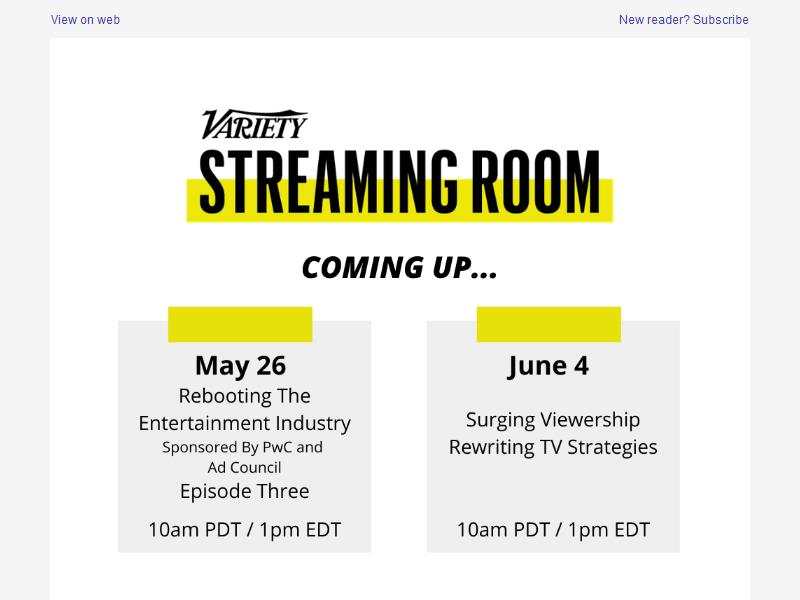 View on web
New reader? Subscribe
VARIETY
STREAMING ROOM
COMING UP...
May 26
Rebooting The
Entertainment Industry
Sponsored By PwC and
Ad Council
Episode Three
10am PDT / 1pm EDT
June 4
Surging Viewership
Rewriting TV Strategies
10am PDT / 1pm EDT